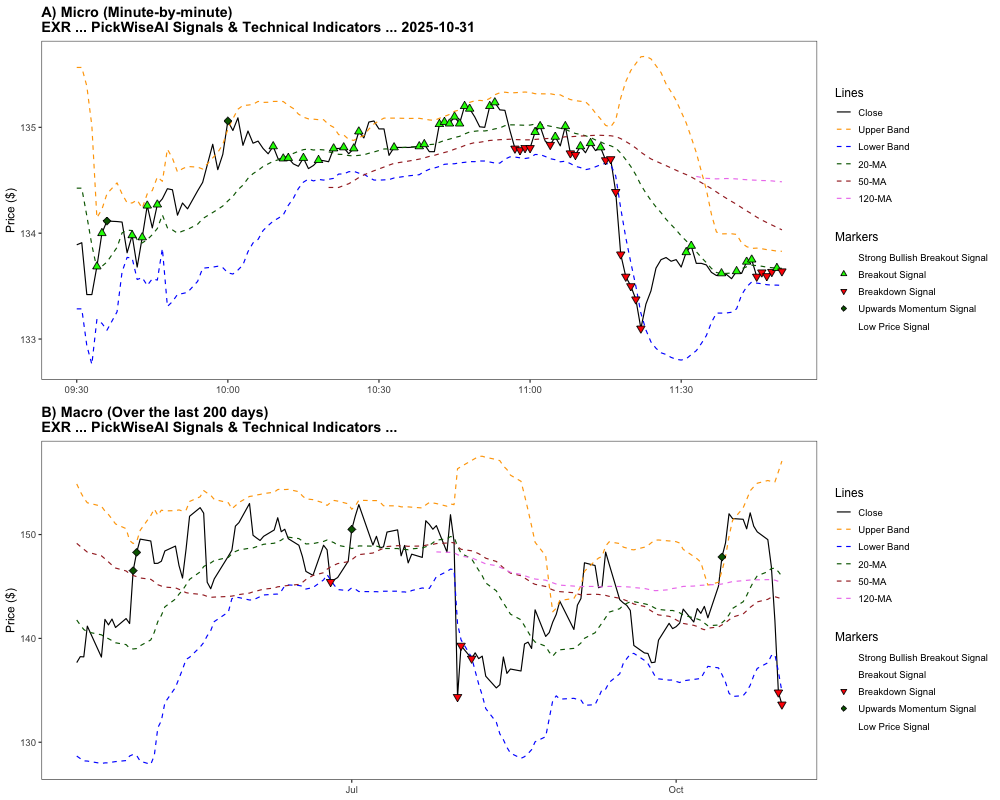 A) Micro (Minute-by-minute)
EXR ... PickWiseAI Signals & Technical Indicators ... 2025-10-31
Price ($)
135
134
133
09:30
10:00
10:30
11:00
11:30
Lines
Close
Upper Band
Lower Band
20-MA
50-MA
120-MA
Markers
Strong Bullish Breakout Signal
Breakout Signal
Breakdown Signal
Upwards Momentum Signal
Low Price Signal
B) Macro (Over the last 200 days)
EXR ... PickWiseAI Signals & Technical Indicators ...
Price ($)
150
140
130
Jul
Oct
Lines
Close
Upper Band
Lower Band
20-MA
50-MA
120-MA
Markers
Strong Bullish Breakout Signal
Breakout Signal
Breakdown Signal
Upwards Momentum Signal
Low Price Signal